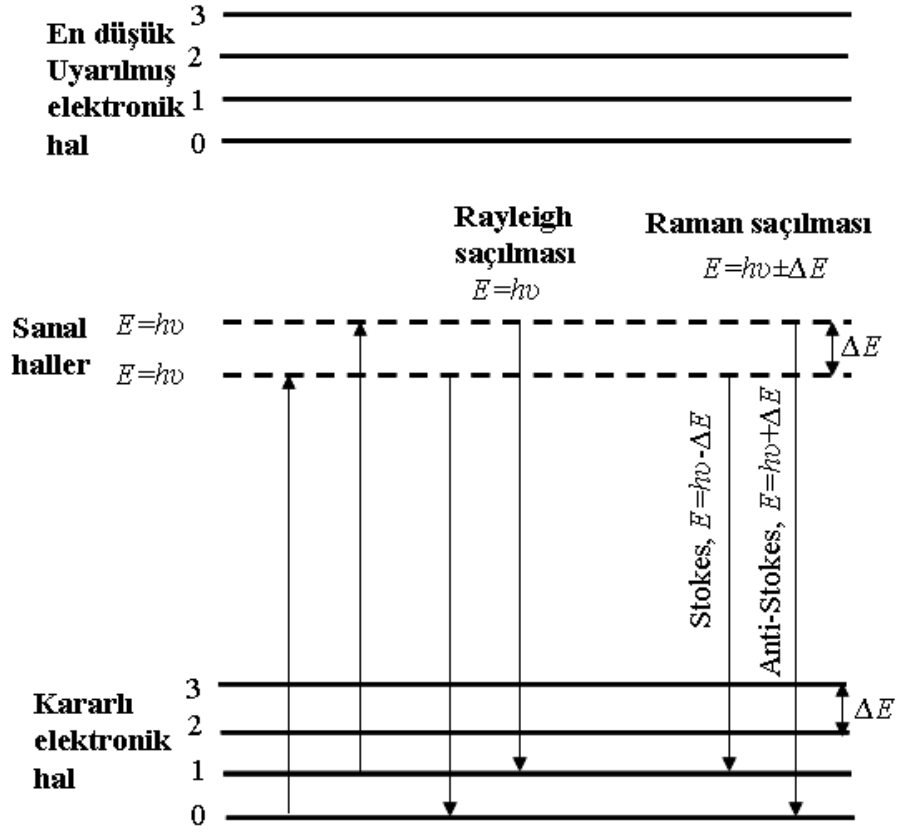 En düşük
Uyarılmış
elektronik
hal
3
2
1
0
Rayleigh
saçılması
E=hυ
Raman saçılması
E=hυ±ΔE
Sanal
haller
E=hυ
E=hυ
ΔE
Stokes, E=hυ-ΔE
Anti-Stokes, E=hυ+ΔE
Kararlı
elektronik
hal
3
2
1
0
ΔE